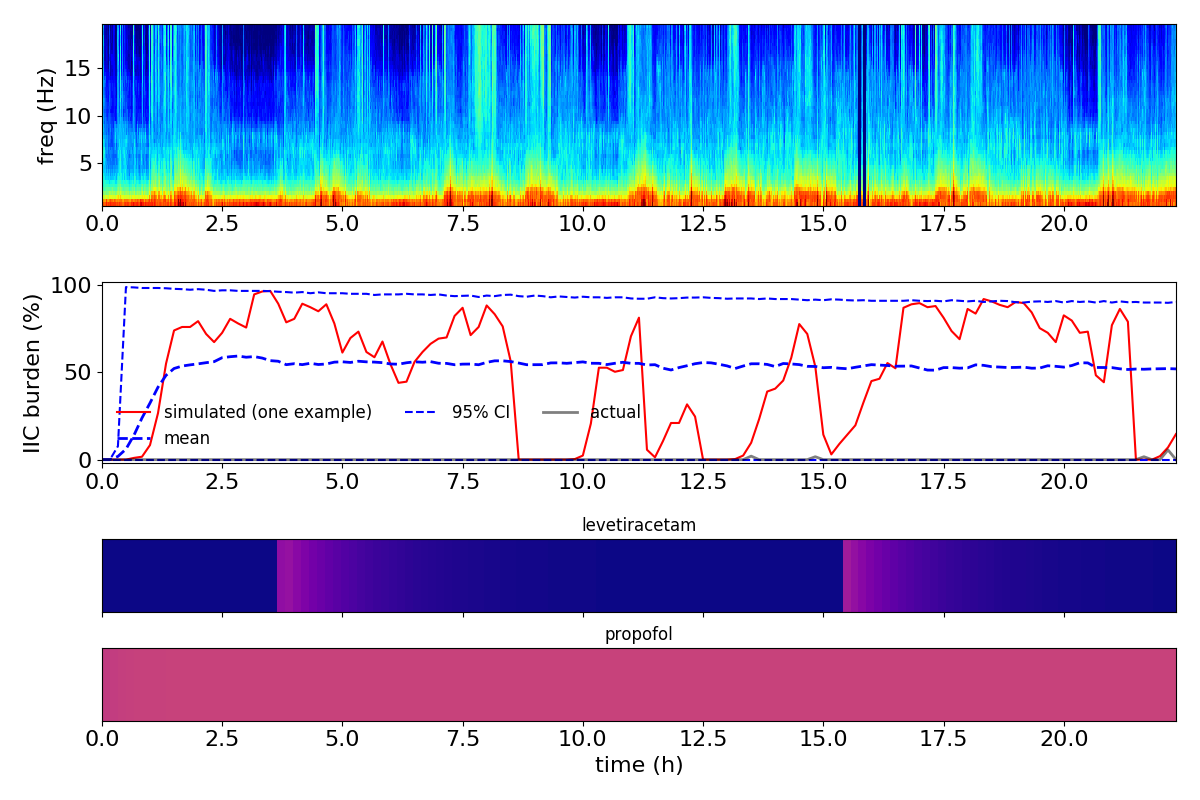 freq (Hz)
15
10
5
0.0 2.5 5.0 7.5 10.0 12.5 15.0 17.5 20.0
IIC burden (%)
100
50
0
simulated (one example) 95% CI actual
mean
0.0 2.5 5.0 7.5 10.0 12.5 15.0 17.5 20.0
levetiracetam
propofol
0.0 2.5 5.0 7.5 10.0 12.5 15.0 17.5 20.0
time (h)